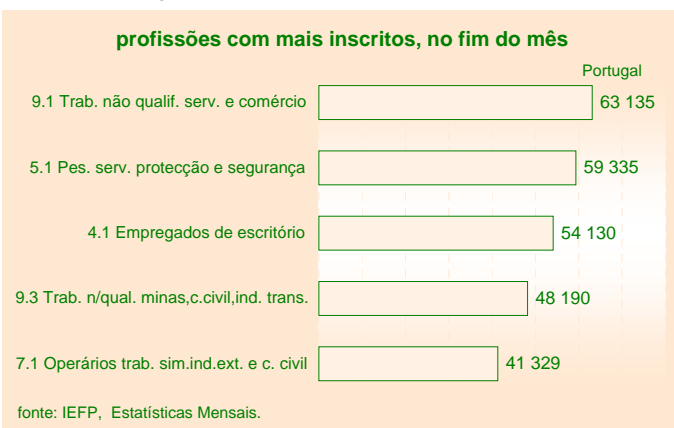 profissões com mais inscritos, no fim do mês
Portugal
9.1 Trab. não qualif. serv. e comércio 63 135
5.1 Pes. serv. protecção e segurança 59 335
4.1 Empregados de escritório 54 130
9.3 Trab. n/qual. minas,c.civil,ind. trans. 48 190
7.1 Operários trab. sim.ind.ext. e c. civil 41 329
fonte: IEFP, Estatísticas Mensais.